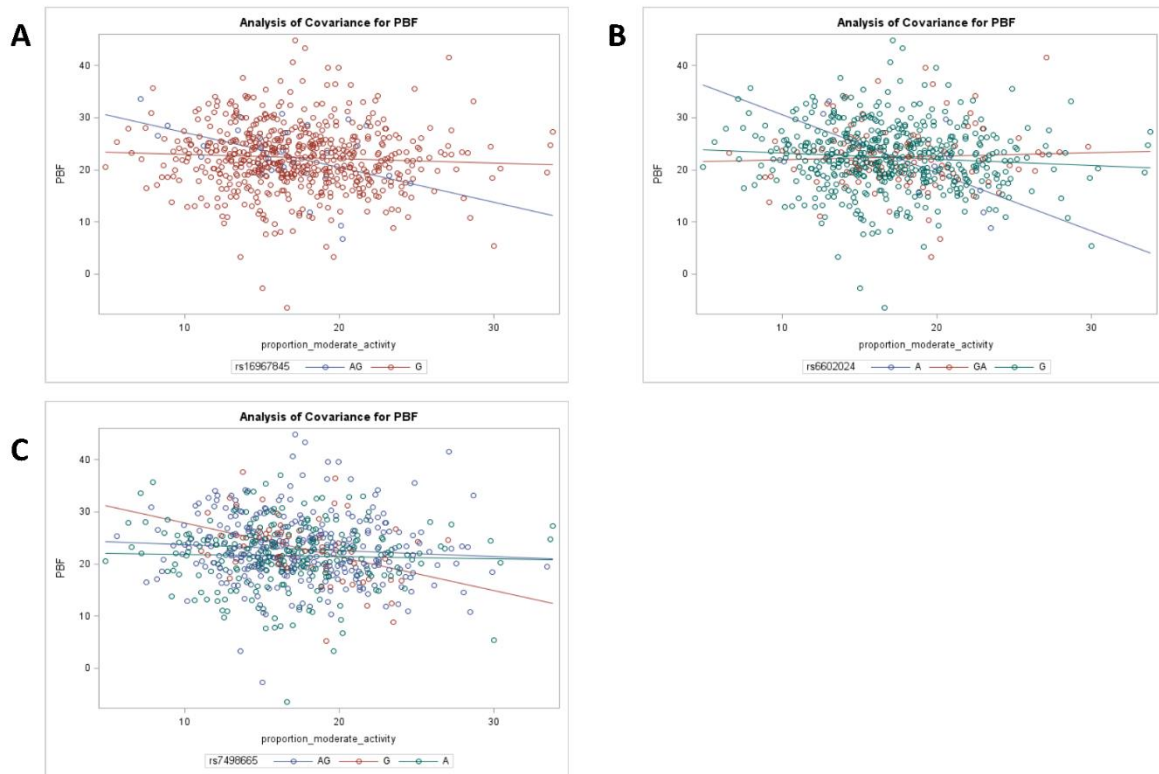 A
Analysis of Covariance for PBF
40
30
20
10
0
PBF
10 20 30
proportion_moderate_activity
rs16967845 AG G
B
Analysis of Covariance for PBF
40
30
20
10
0
PBF
10 20 30
proportion_moderate_activity
rs6602024 A GA G
C
Analysis of Covariance for PBF
40
30
20
10
0
PBF
10 20 30
proportion_moderate_activity
rs7498665 AG G A